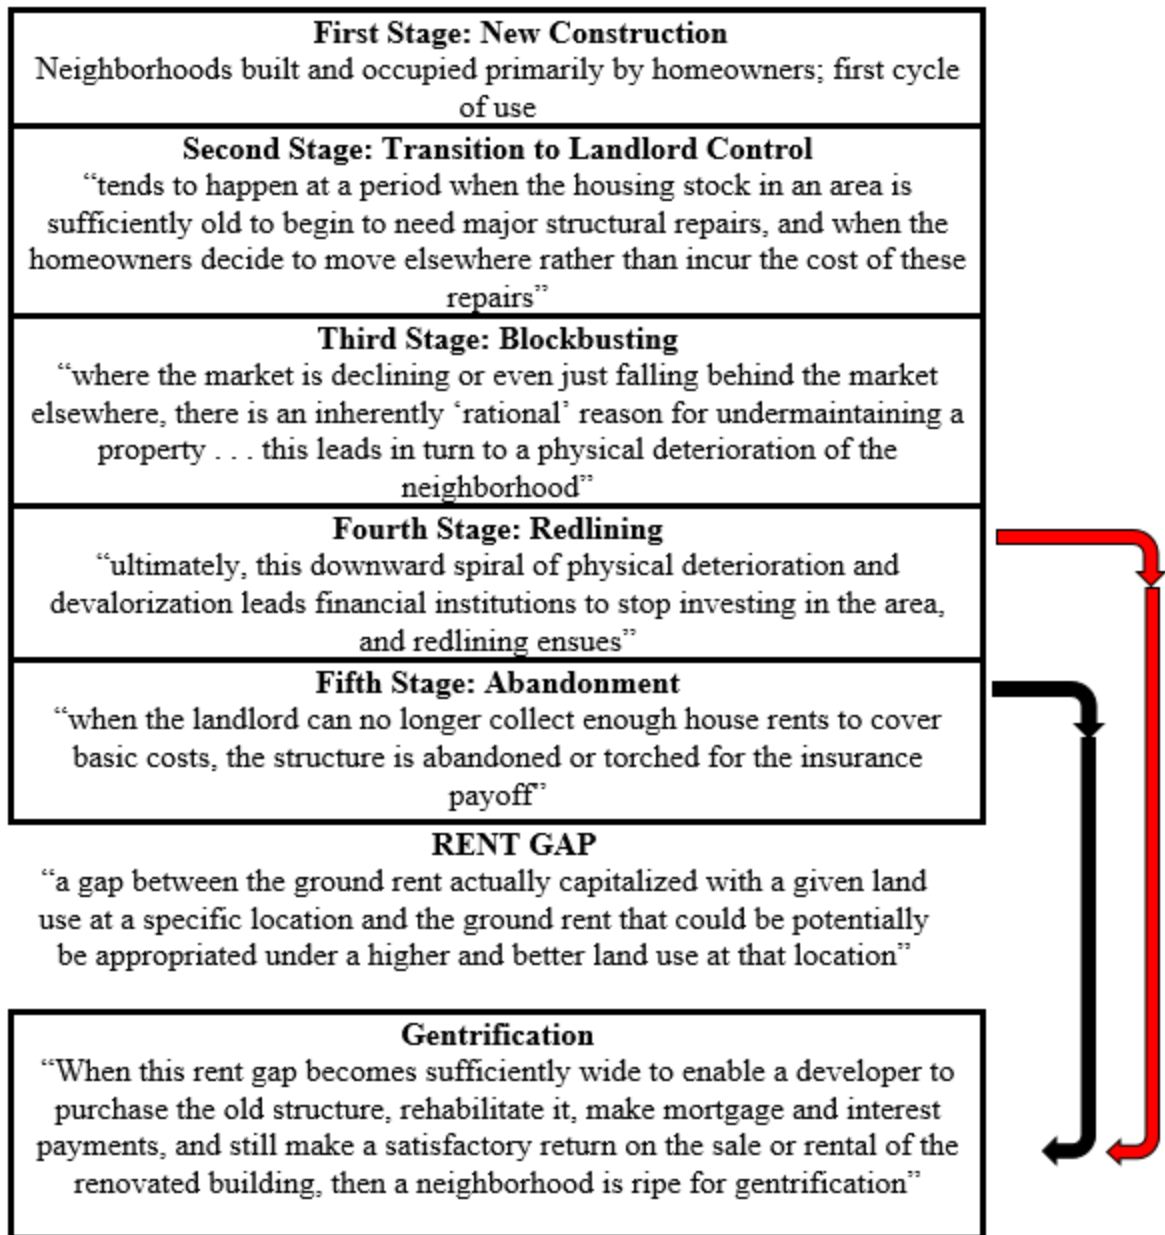 First Stage: New Construction
Neighborhoods built and occupied primarily by homeowners; first cycle
of use
Second Stage: Transition to Landlord Control
“tends to happen at a period when the housing stock in an area is
sufficiently old to begin to need major structural repairs, and when the
homeowners decide to move elsewhere rather than incur the cost of these
repairs”
Third Stage: Blockbusting
“where the market is declining or even just falling behind the market
elsewhere, there is an inherently ‘rational’ reason for undermaintaining a
property . . . this leads in turn to a physical deterioration of the
neighborhood”
Fourth Stage: Redlining
“ultimately, this downward spiral of physical deterioration and
devalorization leads financial institutions to stop investing in the area,
and redlining ensues”
Fifth Stage: Abandonment
“when the landlord can no longer collect enough house rents to cover
basic costs, the structure is abandoned or torched for the insurance
payoff”
RENT GAP
“a gap between the ground rent actually capitalized with a given land
use at a specific location and the ground rent that could be potentially
be appropriated under a higher and better land use at that location”
Gentrification
“When this rent gap becomes sufficiently wide to enable a developer to
purchase the old structure, rehabilitate it, make mortgage and interest
payments, and still make a satisfactory return on the sale or rental of the
renovated building, then a neighborhood is ripe for gentrification”